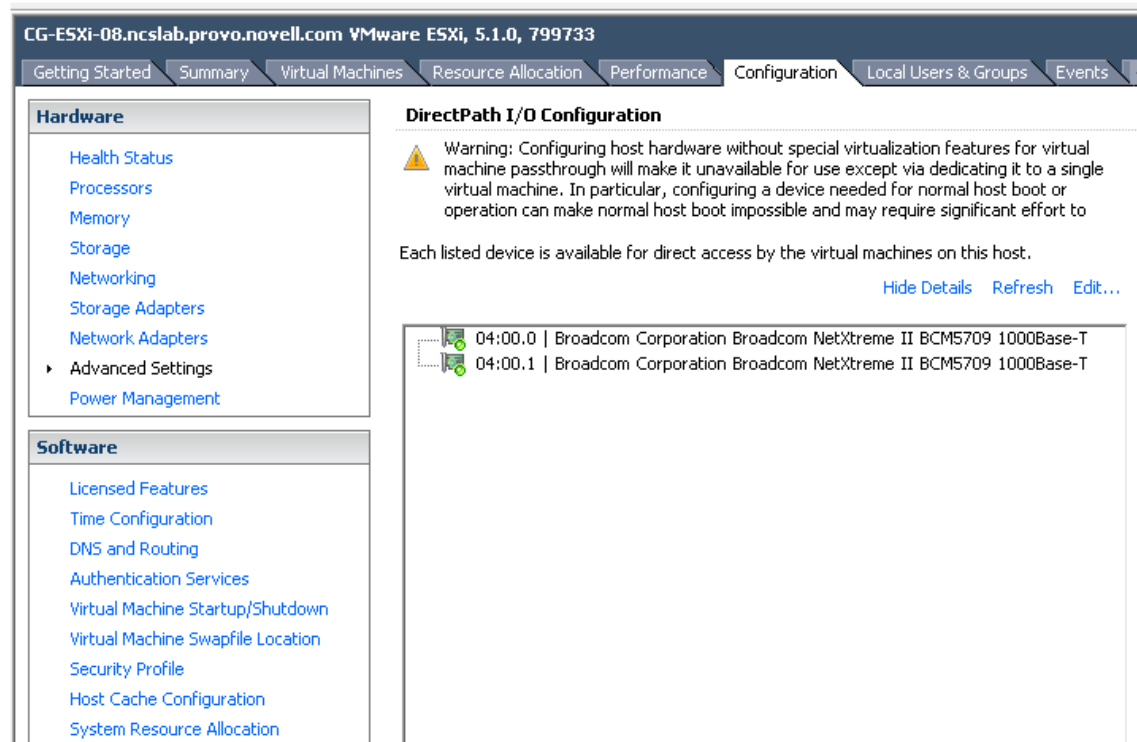 CG-ESXi-08.ncslab.provo.novell.com VMware ESXi, 5.1.0, 799733
Getting Started Summary Virtual Machines Resource Allocation Performance Configuration Local Users & Groups Events
Hardware
Health Status
Processors
Memory
Storage
Networking
Storage Adapters
Network Adapters
Advanced Settings
Power Management
Software
Licensed Features
Time Configuration
DNS and Routing
Authentication Services
Virtual Machine Startup/Shutdown
Virtual Machine Swapfile Location
Security Profile
Host Cache Configuration
System Resource Allocation
DirectPath I/O Configuration
Warning: Configuring host hardware without special virtualization features for virtual
machine passthrough will make it unavailable for use except via dedicating it to a single
virtual machine. In particular, configuring a device needed for normal host boot or
operation can make normal host boot impossible and may require significant effort to
Each listed device is available for direct access by the virtual machines on this host.
Hide Details Refresh Edit...
04:00.0 | Broadcom Corporation Broadcom NetXtreme II BCM5709 1000Base-T
04:00.1 | Broadcom Corporation Broadcom NetXtreme II BCM5709 1000Base-T